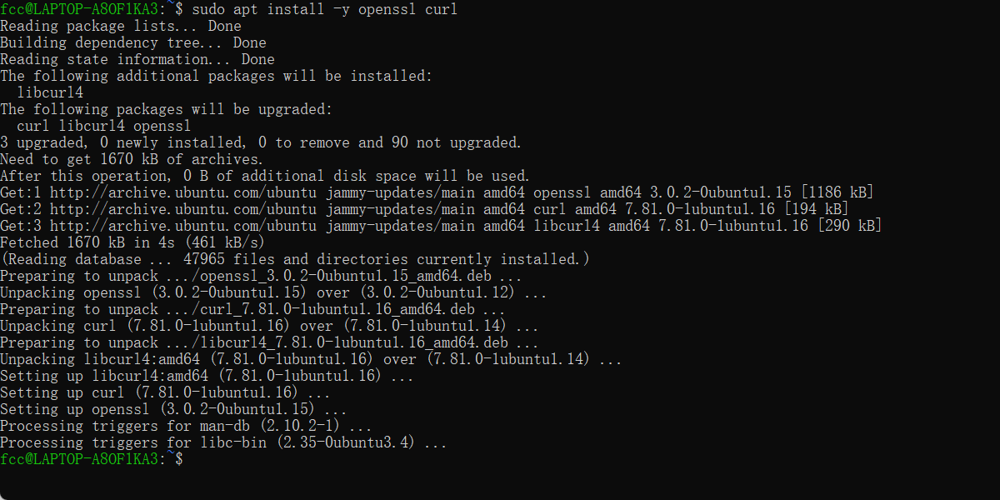 fcc@LAPTOP-A8OF1KA3:~$ sudo apt install -y openssl curl
Reading package lists... Done
Building dependency tree... Done
Reading state information... Done
The following additional packages will be installed:
  libcurl4
The following packages will be upgraded:
  curl libcurl4 openssl
3 upgraded, 0 newly installed, 0 to remove and 90 not upgraded.
Need to get 1670 kB of archives.
After this operation, 0 B of additional disk space will be used.
Get:1 http://archive.ubuntu.com/ubuntu jammy-updates/main amd64 openssl amd64 3.0.2-0ubuntu1.15 [1186 kB]
Get:2 http://archive.ubuntu.com/ubuntu jammy-updates/main amd64 curl amd64 7.81.0-1ubuntu1.16 [194 kB]
Get:3 http://archive.ubuntu.com/ubuntu jammy-updates/main amd64 libcurl4 amd64 7.81.0-1ubuntu1.16 [290 kB]
Fetched 1670 kB in 4s (461 kB/s)
(Reading database ... 47965 files and directories currently installed.)
Preparing to unpack .../openssl_3.0.2-0ubuntu1.15_amd64.deb ...
Unpacking openssl (3.0.2-0ubuntu1.15) over (3.0.2-0ubuntu1.12) ...
Preparing to unpack .../curl_7.81.0-1ubuntu1.16_amd64.deb ...
Unpacking curl (7.81.0-1ubuntu1.16) over (7.81.0-1ubuntu1.14) ...
Preparing to unpack .../libcurl4_7.81.0-1ubuntu1.16_amd64.deb ...
Unpacking libcurl4:amd64 (7.81.0-1ubuntu1.16) over (7.81.0-1ubuntu1.14) ...
Setting up libcurl4:amd64 (7.81.0-1ubuntu1.16) ...
Setting up curl (7.81.0-1ubuntu1.16) ...
Setting up openssl (3.0.2-0ubuntu1.15) ...
Processing triggers for man-db (2.10.2-1) ...
Processing triggers for libc-bin (2.35-0ubuntu3.4) ...
fcc@LAPTOP-A8OF1KA3:~$